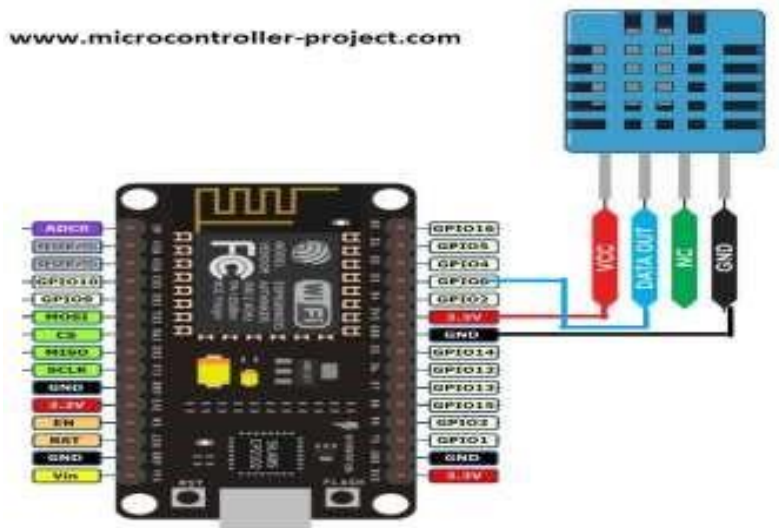 www.microcontroller-project.com
VCC
DATA OUT
NC
GND
ADC0
GPIO10
GPIO9
MOSI
CS
MISO
SCLK
GND
3.3V
EN
RST
GND
Vin
GPIO16
GPIO5
GPIO4
GPIO0
GPIO2
3.3V
GND
GPIO14
GPIO12
GPIO13
GPIO15
GPIO3
GPIO1
GND
3.3V
FC
WiFi
RST
FLASH